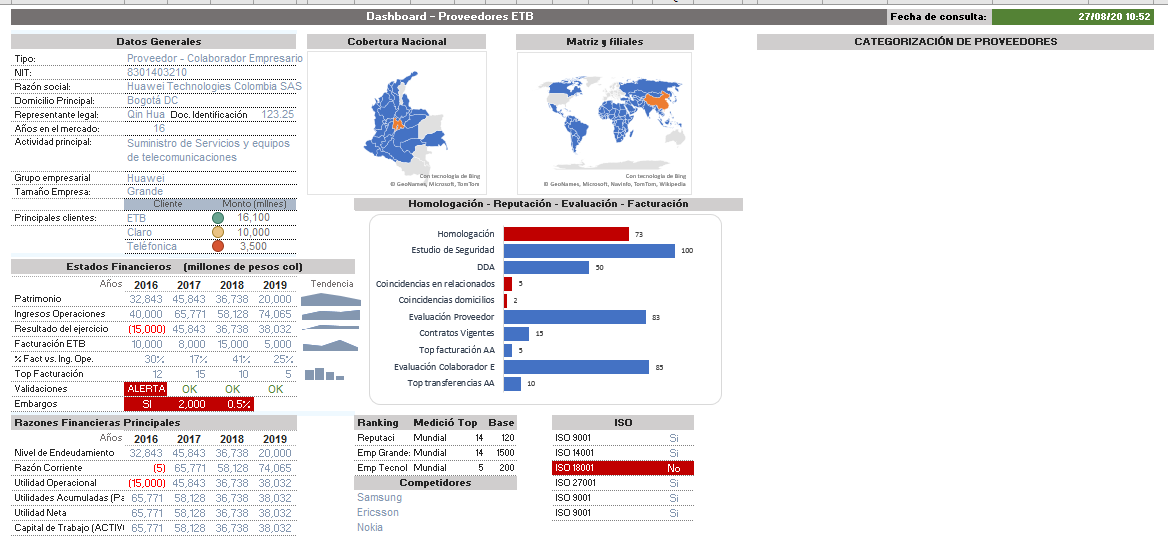 Dashboard - Proveedores ETB
Fecha de consulta: 27/08/20 10:52
Datos Generales
Tipo: Proveedor - Colaborador Empresario
NIT: 8301403210
Razón social: Huawei Technologies Colombia SAS
Domicilio Principal: Bogotá DC
Representante legal: Qin Hua Doc. Identificación 123.25
Años en el mercado: 16
Actividad principal: Suministro de Servicios y equipos
de telecomunicaciones
Grupo empresarial Huawei
Tamaño Empresa: Grande
Cliente Monto (mllnes)
Principales clientes: ETB 16,100
Claro 10,000
Teléfonica 3,500
Cobertura Nacional
Con tecnología de Bing
© GeoNames, Microsoft, TomTom
Matriz y filiales
Con tecnología de Bing
© GeoNames, Microsoft, Navinfo, TomTom, Wikipedia
CATEGORIZACIÓN DE PROVEEDORES
Homologación - Reputación - Evaluación - Facturación
Homologación 73
Estudio de Seguridad 100
DDA 50
Coincidencias en relacionados 5
Coincidencias domicilios 2
Evaluación Proveedor 83
Contratos Vigentes 15
Top facturación AA 5
Evaluación Colaborador E 85
Top transferencias AA 10
Estados Financieros (millones de pesos col)
Años 2016 2017 2018 2019 Tendencia
Patrimonio 32,843 45,843 36,738 20,000
Ingresos Operaciones 40,000 65,771 58,128 74,065
Resultado del ejercicio (15,000) 45,843 36,738 38,032
Facturación ETB 10,000 8,000 15,000 5,000
% Fact vs. Ing. Ope. 30% 17% 41% 25%
Top Facturación 12 15 10 5
Validaciones ALERTA OK OK OK
Embargos SI 2,000 0.5%
Razones Financieras Principales
Años 2016 2017 2018 2019
Nivel de Endeudamiento 32,843 45,843 36,738 20,000
Razón Corriente (5) 65,771 58,128 74,065
Utilidad Operacional (15,000) 45,843 36,738 38,032
Utilidades Acumuladas (Pa 65,771 58,128 36,738 38,032
Utilidad Neta 65,771 58,128 36,738 38,032
Capital de Trabajo (ACTIV 65,771 58,128 36,738 38,032
Ranking Medició Top Base
Reputaci Mundial 14 120
Emp Grande: Mundial 14 1500
Emp Tecnol Mundial 5 200
Competidores
Samsung
Ericsson
Nokia
ISO
ISO 9001 Si
ISO 14001 Si
ISO 18001 No
ISO 27001 Si
ISO 9001 Si
ISO 9001 Si